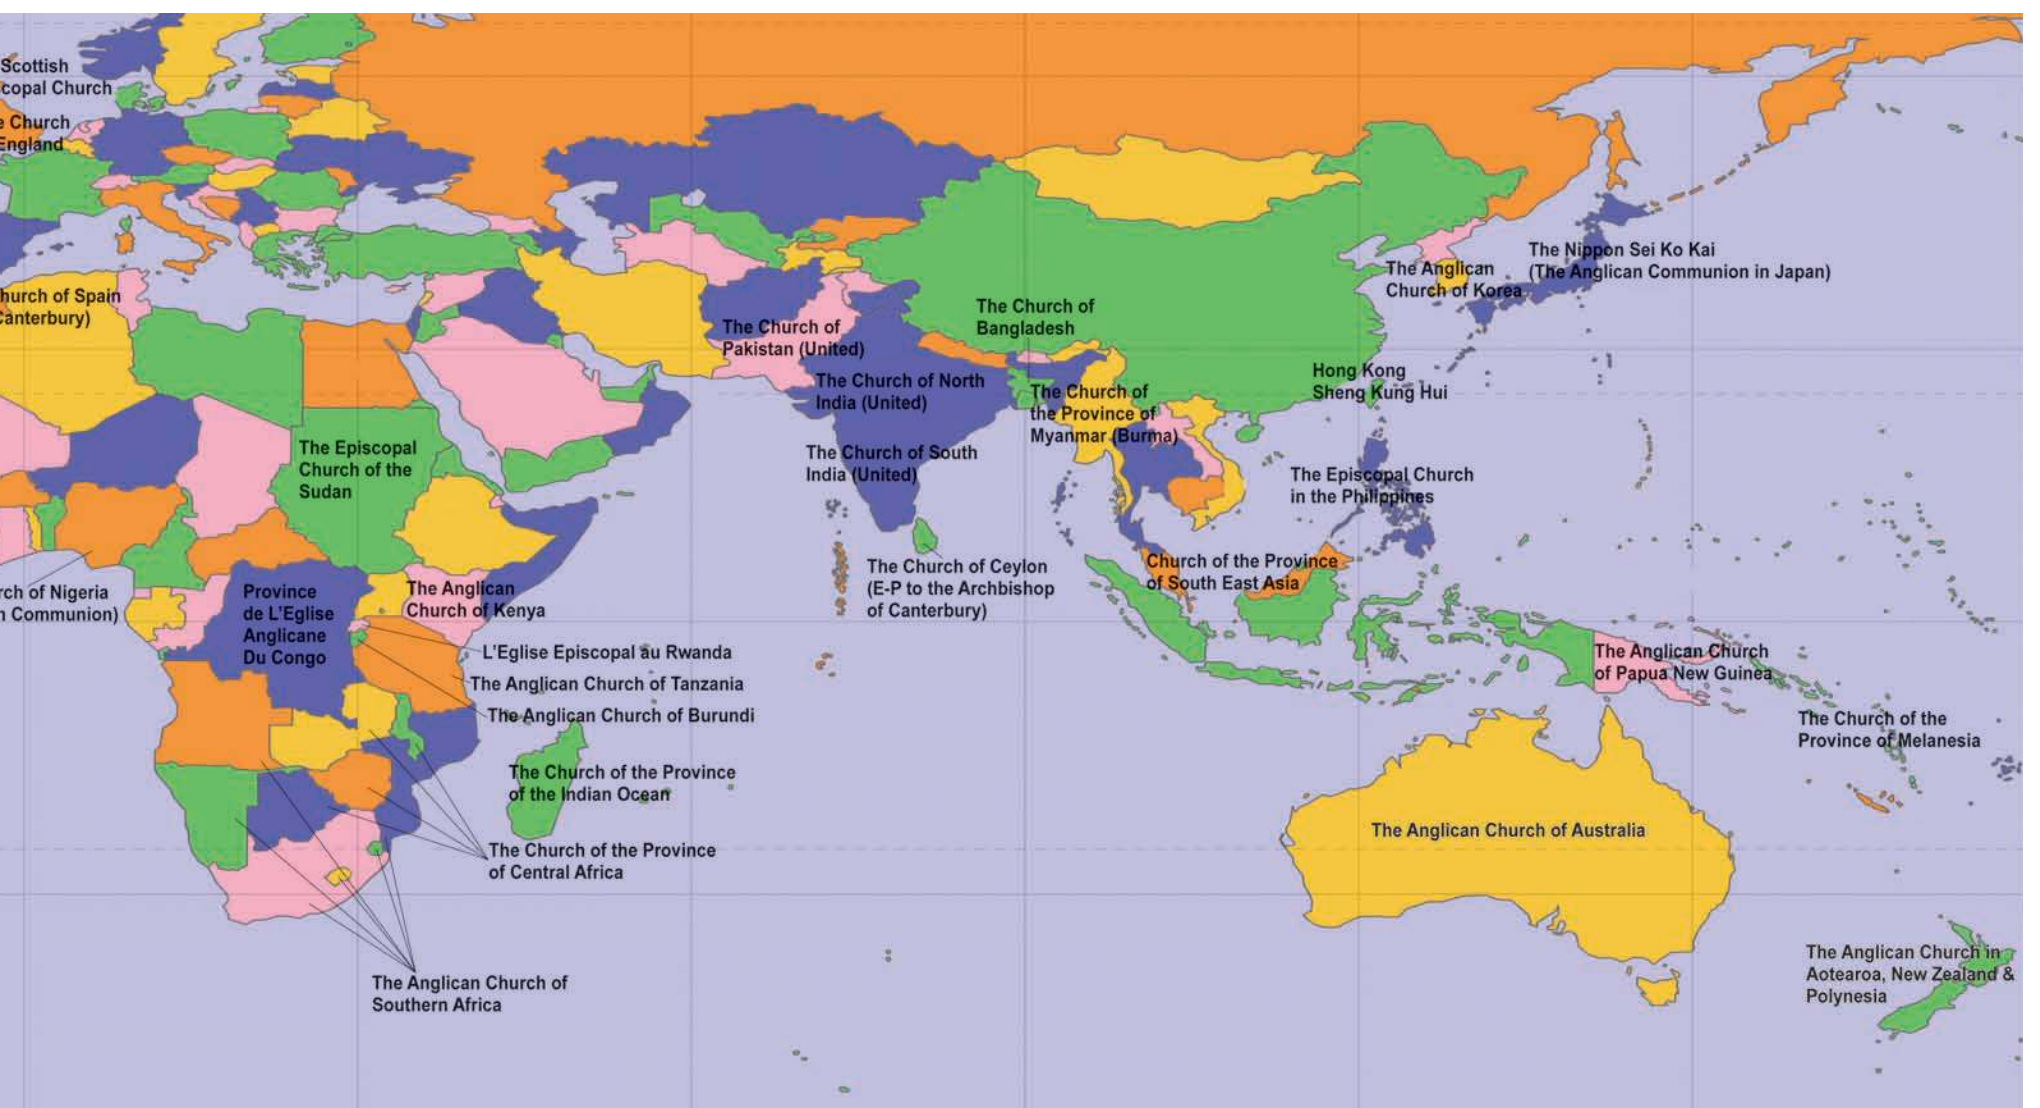 Scottish
copal Church
e Church
England
hurch of Spain
Canterbury)
rch of Nigeria
n Communion)
The Episcopal
Church of the
Sudan
Province
de L'Eglise
Anglicane
Du Congo
The Anglican
Church of Kenya
L'Eglise Episcopal au Rwanda
The Anglican Church of Tanzania
The Anglican Church of Burundi
The Church of the Province
of the Indian Ocean
The Church of the Province
of Central Africa
The Anglican Church of
Southern Africa
The Church of
Pakistan (United)
The Church of North
India (United)
The Church of South
India (United)
The Church of Ceylon
(E-P to the Archbishop
of Canterbury)
The Church of
Bangladesh
The Church of
the Province of
Myanmar (Burma)
Hong Kong
Sheng Kung Hui
The Anglican
Church of Korea
The Nippon Sei Ko Kai
(The Anglican Communion in Japan)
The Episcopal Church
in the Philippines
Church of the Province
of South East Asia
The Anglican Church
of Papua New Guinea
The Church of the
Province of Melanesia
The Anglican Church of Australia
The Anglican Church in
Aotearoa, New Zealand &
Polynesia